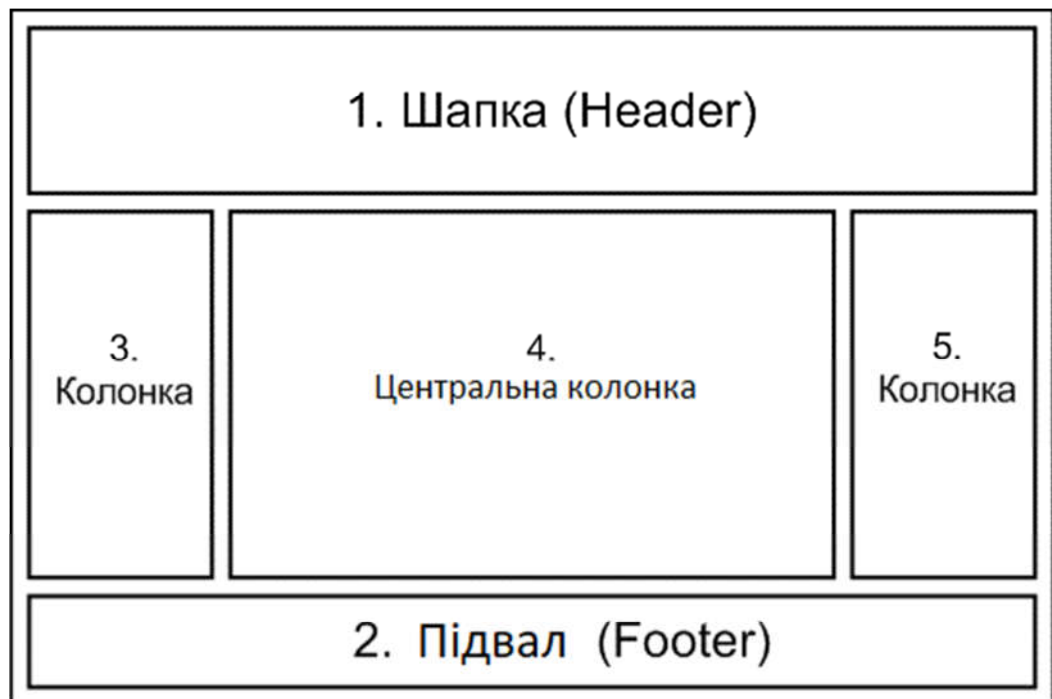 1. Шапка (Header)
3.
Колонка
4.
Центральна колонка
5.
Колонка
2. Підвал (Footer)